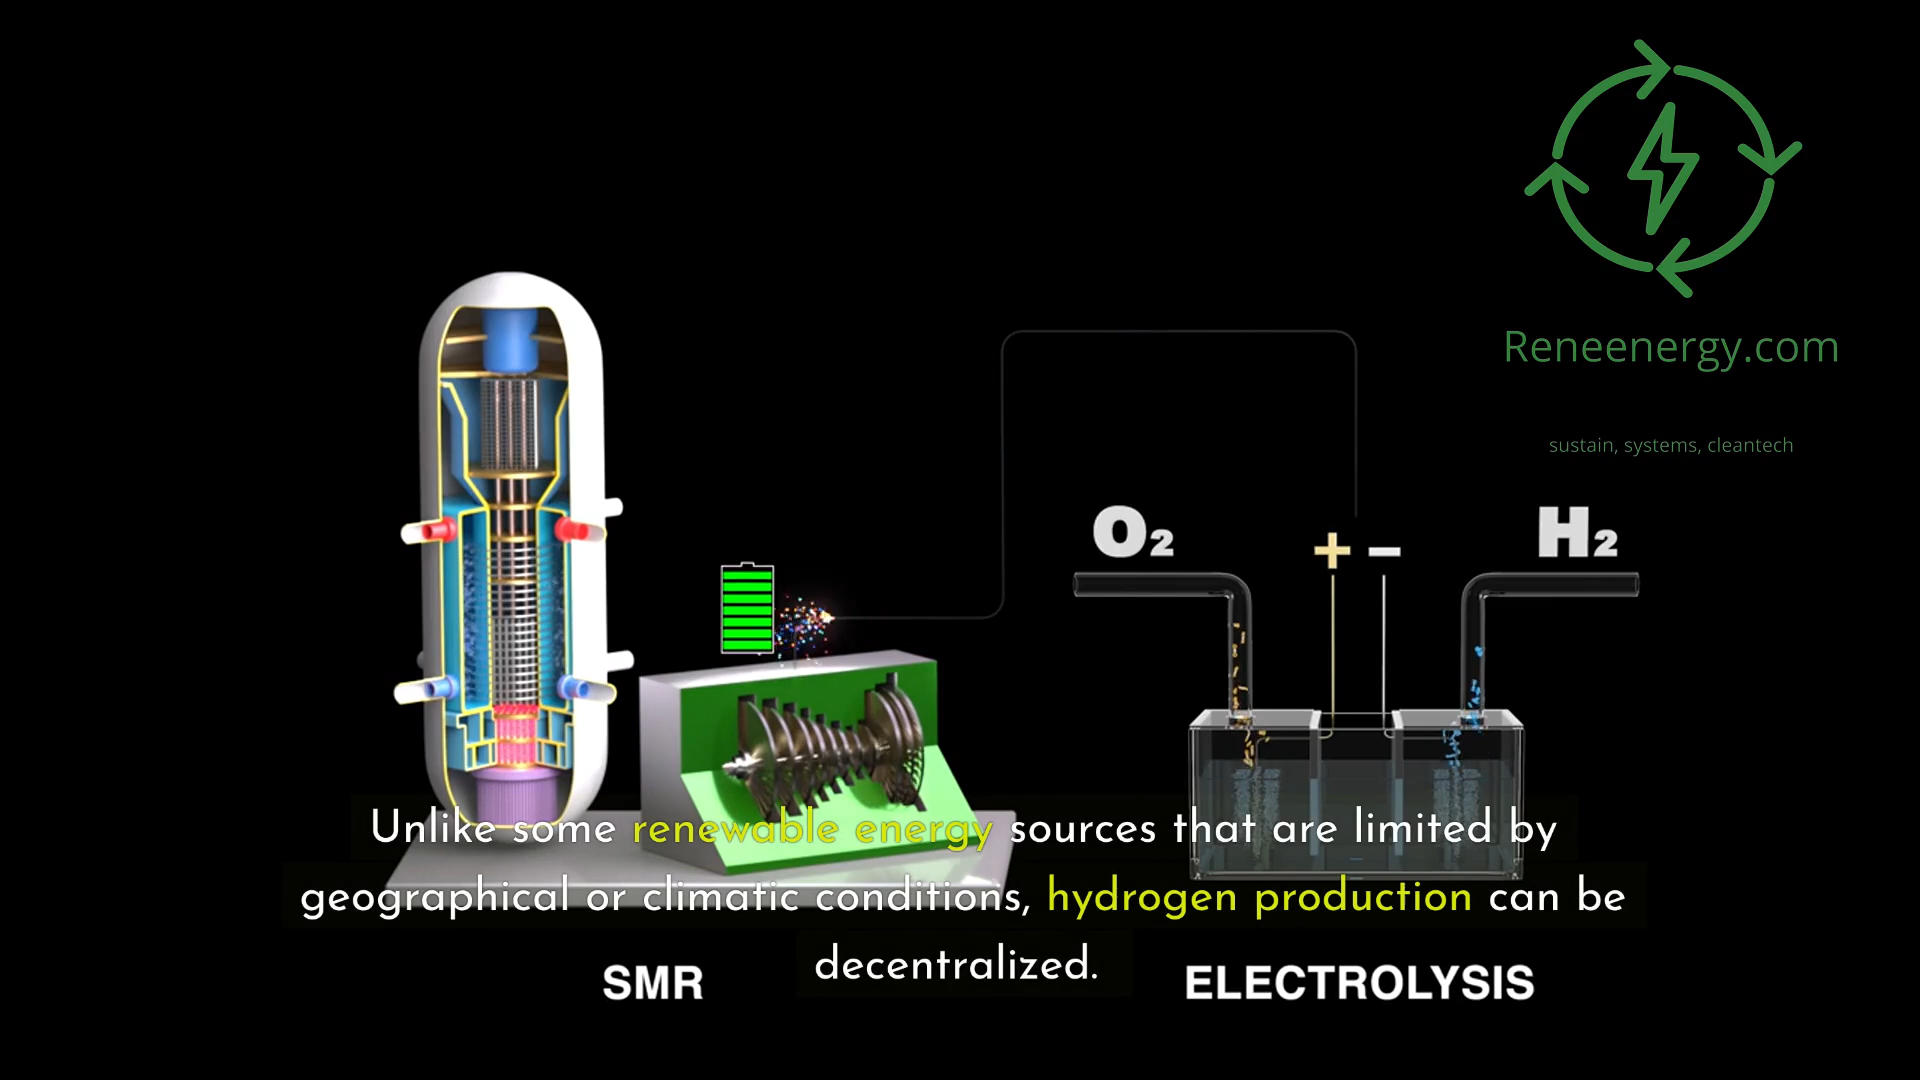 Reneenergy.com
sustain, systems, cleantech
O₂
+ −
H₂
Unlike some renewable energy sources that are limited by
geographical or climatic conditions, hydrogen production can be
decentralized.
SMR
ELECTROLYSIS